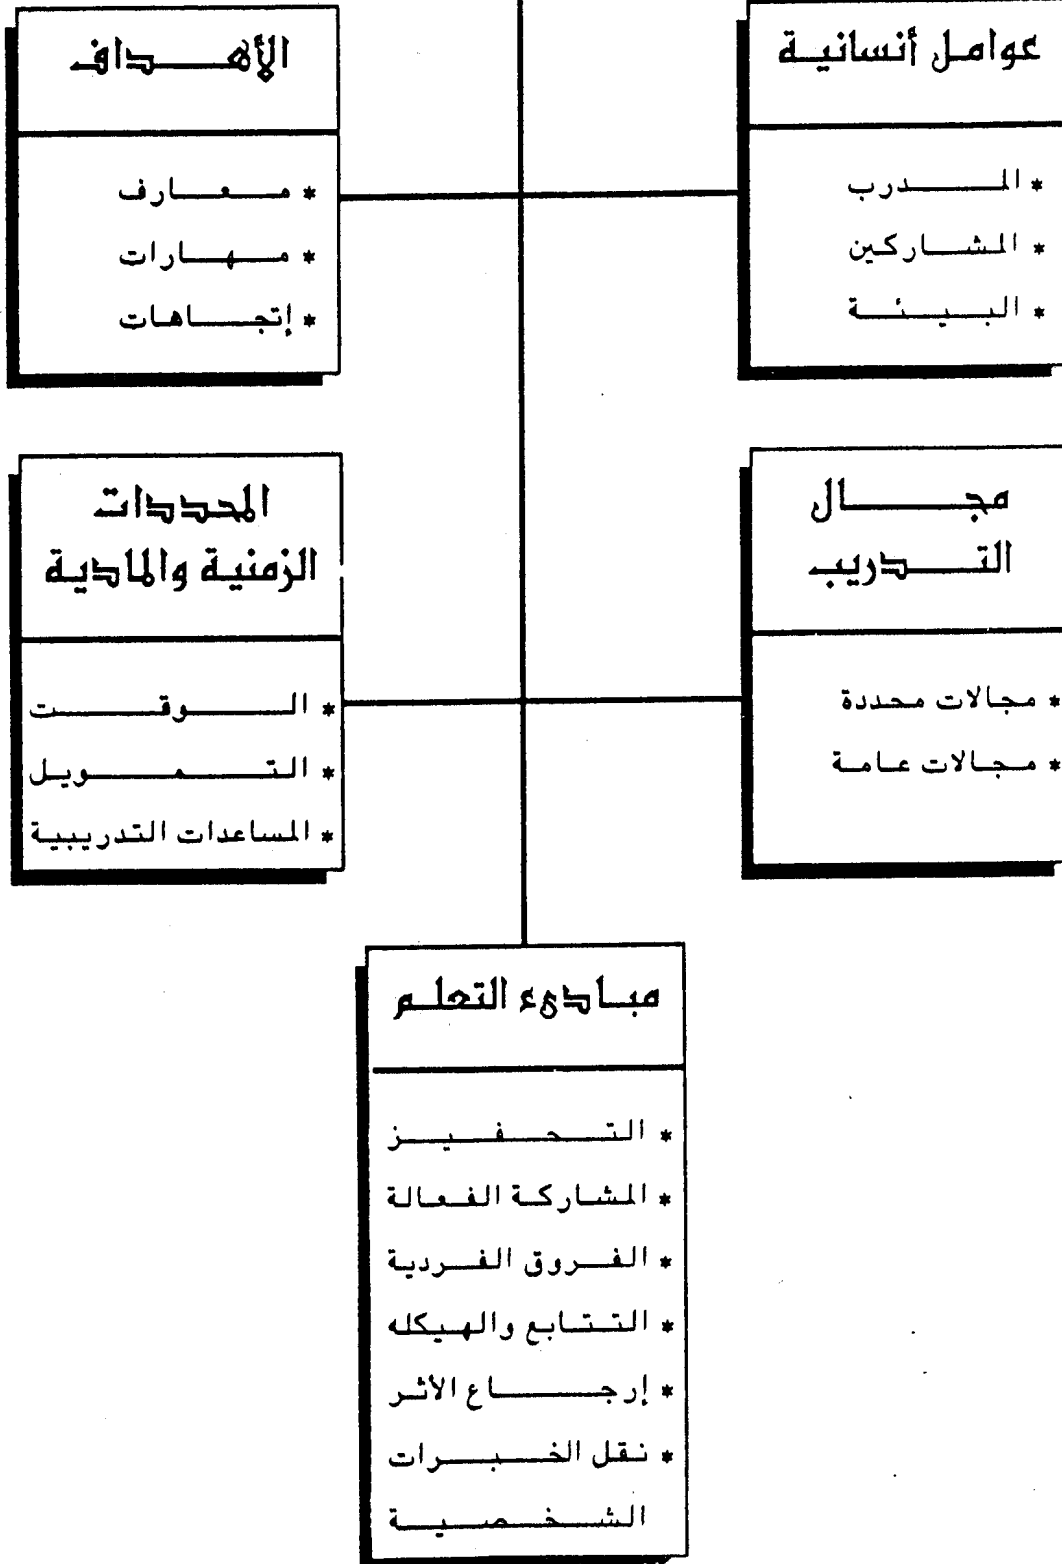 عوامل أنسانية
* المدرب
* المشاركين
* البيئة
الأهداف
* معارف
* مهارات
* إتجاهات
مجال
التدريب
* مجالات محددة
* مجالات عامة
المحددات
الزمنية والمادية
* الوقت
* التمويل
* المساعدات التدريبية
مبادىء التعلم
* التحفيز
* المشاركة الفعالة
* الفروق الفردية
* التتابع والهيكله
* إرجاع الأثر
* نقل الخبرات
الشخصية